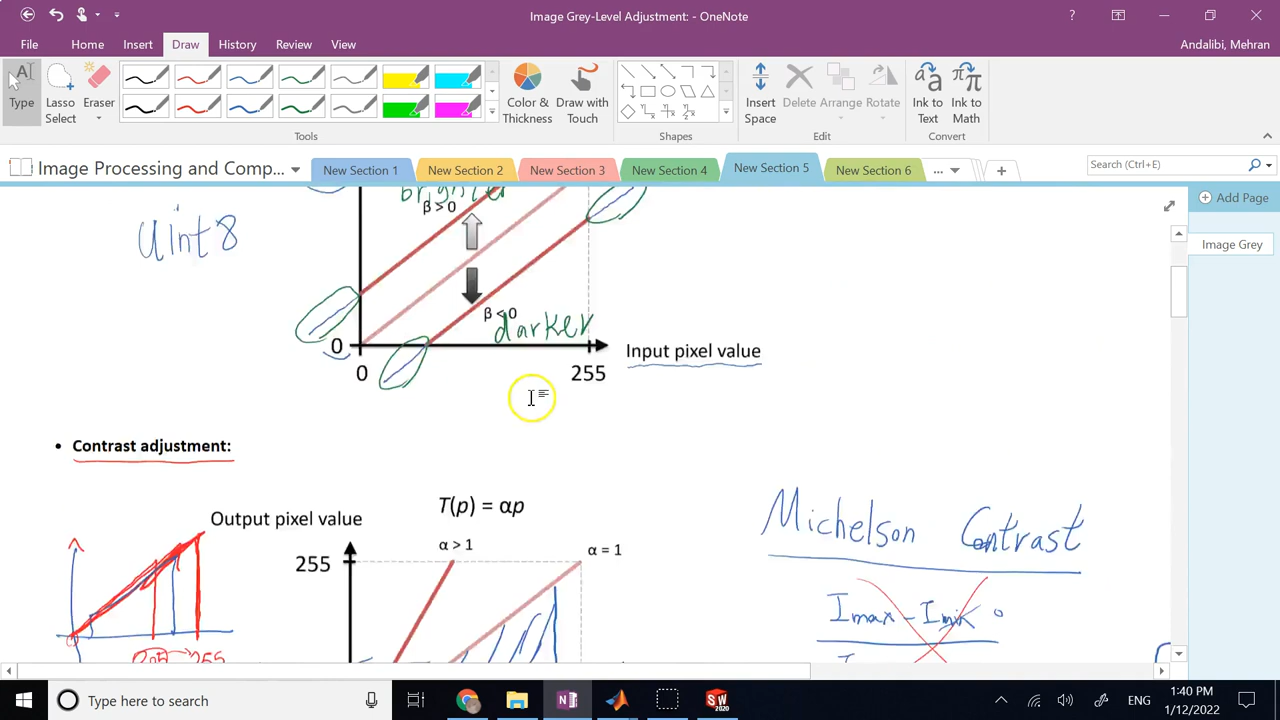 Image Grey-Level Adjustment: - OneNote
?
File Home Insert Draw History Review View
Andalibi, Mehran
Type
Lasso Select
Eraser
Color & Thickness
Draw with Touch
Insert Space
Delete
Arrange
Rotate
Ink to Text
Ink to Math
Tools
Shapes
Edit
Convert
Image Processing and Comp...
New Section 1
New Section 2
New Section 3
New Section 4
New Section 5
New Section 6
...
Search (Ctrl+E)
Add Page
Image Grey
brighter
β > 0
uint8
β < 0
darker
0
Input pixel value
0
255
• Contrast adjustment:
T(p) = αp
Output pixel value
α > 1
α = 1
255
Michelson Contrast
Imax - Imin
255
Type here to search
ENG
1:40 PM
1/12/2022